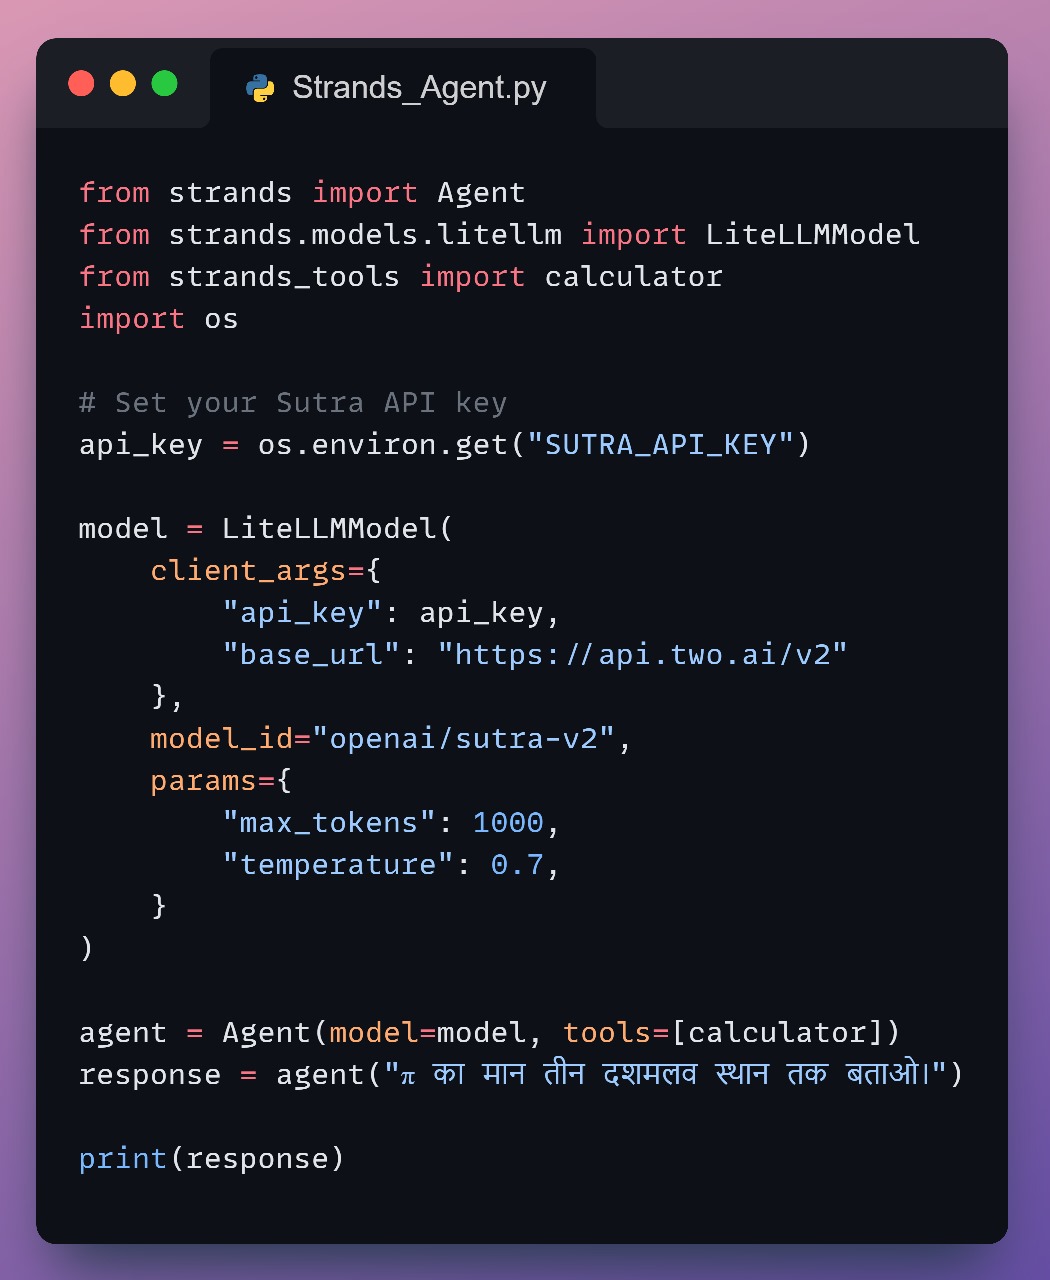 Strands_Agent.py
from strands import Agent
from strands.models.litellm import LiteLLMModel
from strands_tools import calculator
import os
# Set your Sutra API key
api_key = os.environ.get("SUTRA_API_KEY")
model = LiteLLMModel(
    client_args={
        "api_key": api_key,
        "base_url": "https://api.two.ai/v2"
    },
    model_id="openai/sutra-v2",
    params={
        "max_tokens": 1000,
        "temperature": 0.7,
    }
)
agent = Agent(model=model, tools=[calculator])
response = agent("π का मान तीन दशमलव स्थान तक बताओ।")
print(response)